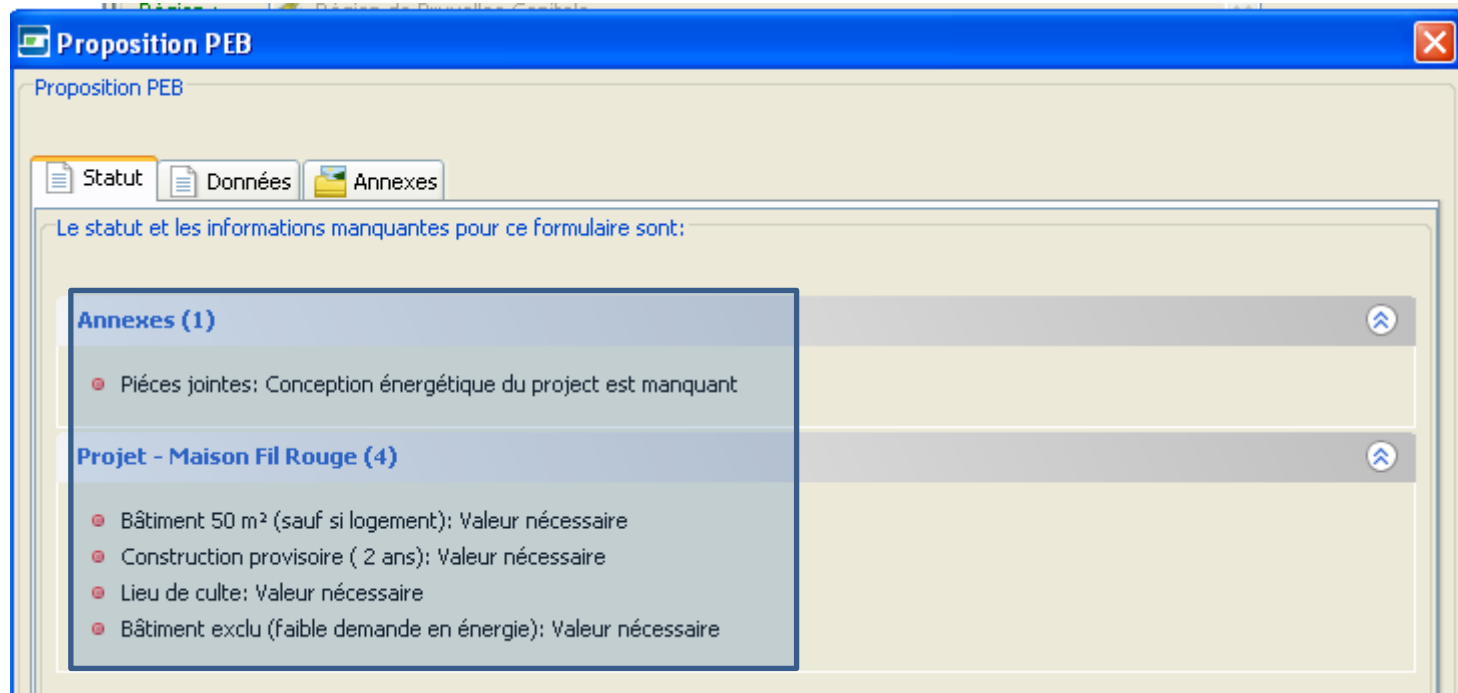 Proposition PEB
Proposition PEB
Statut Données Annexes
Le statut et les informations manquantes pour ce formulaire sont:
Annexes (1)
Piéces jointes: Conception énergétique du project est manquant
Projet - Maison Fil Rouge (4)
Bâtiment 50 m² (sauf si logement): Valeur nécessaire
Construction provisoire ( 2 ans): Valeur nécessaire
Lieu de culte: Valeur nécessaire
Bâtiment exclu (faible demande en énergie): Valeur nécessaire